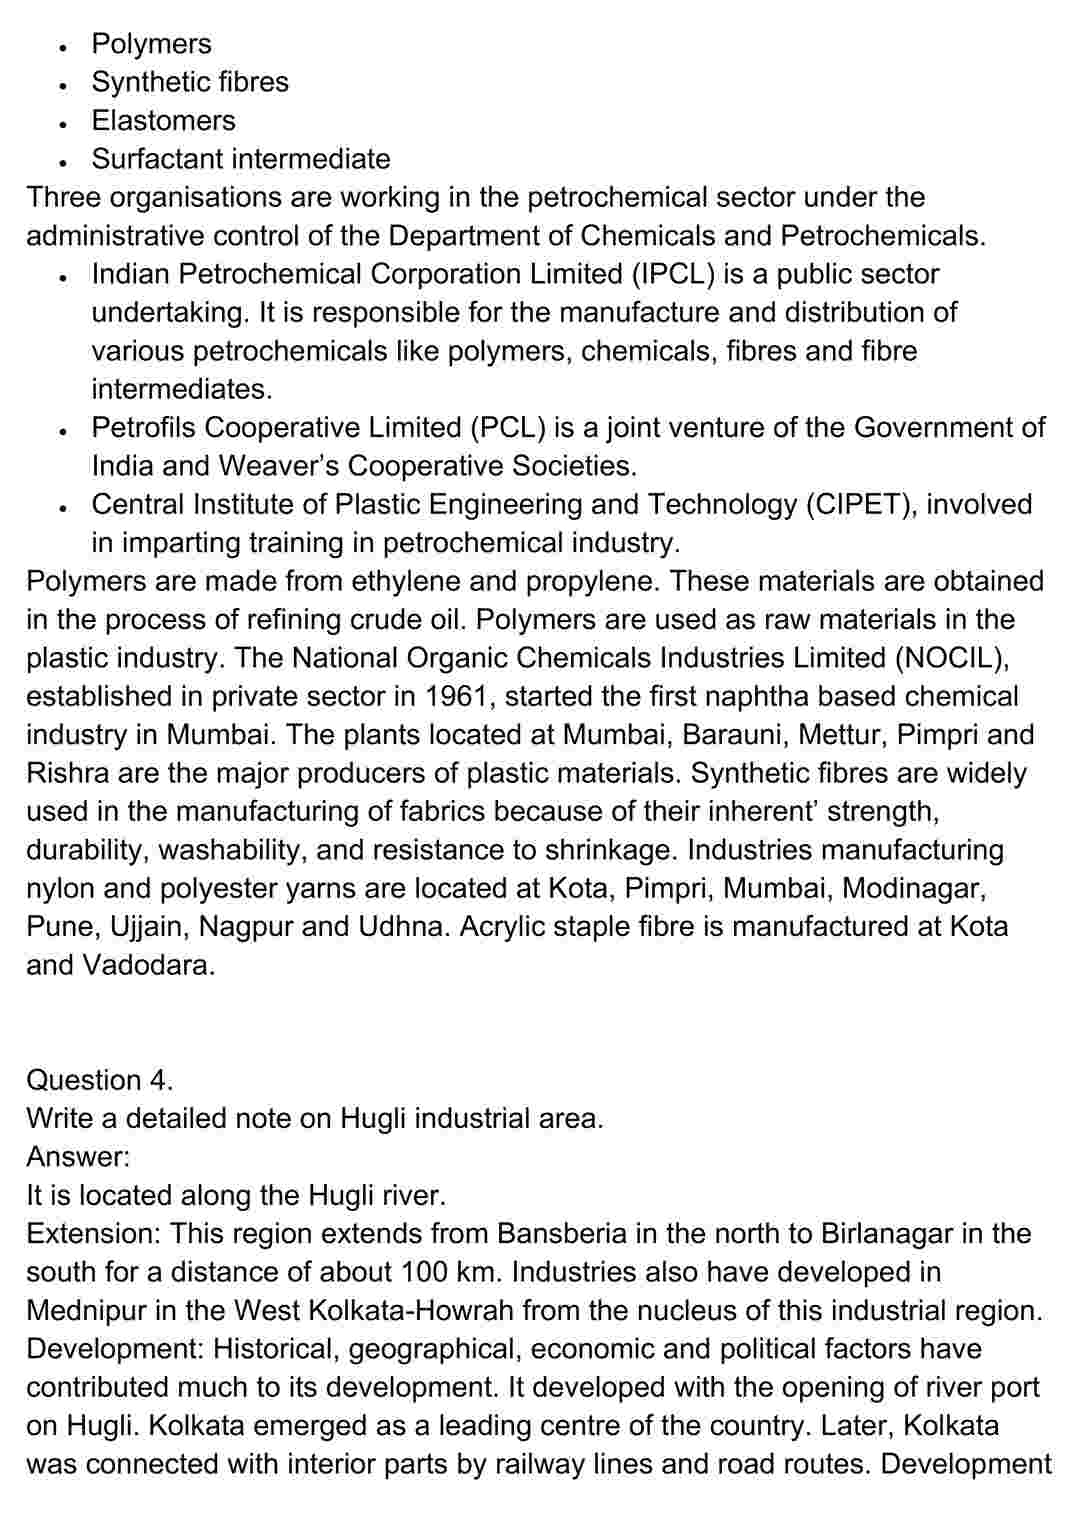 • Polymers
• Synthetic fibres
• Elastomers
• Surfactant intermediate
Three organisations are working in the petrochemical sector under the
administrative control of the Department of Chemicals and Petrochemicals.
• Indian Petrochemical Corporation Limited (IPCL) is a public sector
undertaking. It is responsible for the manufacture and distribution of
various petrochemicals like polymers, chemicals, fibres and fibre
intermediates.
• Petrofils Cooperative Limited (PCL) is a joint venture of the Government of
India and Weaver’s Cooperative Societies.
• Central Institute of Plastic Engineering and Technology (CIPET), involved
in imparting training in petrochemical industry.
Polymers are made from ethylene and propylene. These materials are obtained
in the process of refining crude oil. Polymers are used as raw materials in the
plastic industry. The National Organic Chemicals Industries Limited (NOCIL),
established in private sector in 1961, started the first naphtha based chemical
industry in Mumbai. The plants located at Mumbai, Barauni, Mettur, Pimpri and
Rishra are the major producers of plastic materials. Synthetic fibres are widely
used in the manufacturing of fabrics because of their inherent’ strength,
durability, washability, and resistance to shrinkage. Industries manufacturing
nylon and polyester yarns are located at Kota, Pimpri, Mumbai, Modinagar,
Pune, Ujjain, Nagpur and Udhna. Acrylic staple fibre is manufactured at Kota
and Vadodara.
Question 4.
Write a detailed note on Hugli industrial area.
Answer:
It is located along the Hugli river.
Extension: This region extends from Bansberia in the north to Birlanagar in the
south for a distance of about 100 km. Industries also have developed in
Mednipur in the West Kolkata-Howrah from the nucleus of this industrial region.
Development: Historical, geographical, economic and political factors have
contributed much to its development. It developed with the opening of river port
on Hugli. Kolkata emerged as a leading centre of the country. Later, Kolkata
was connected with interior parts by railway lines and road routes. Development